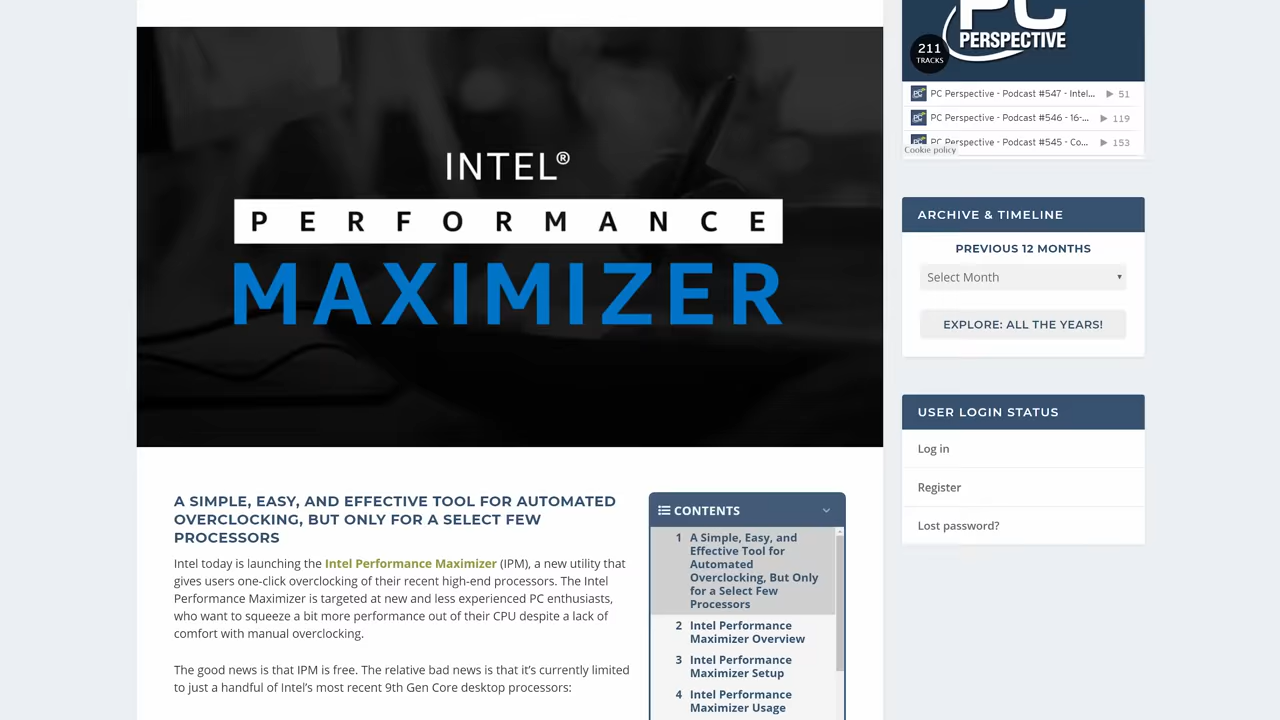 INTEL®
PERFORMANCE
MAXIMIZER
A SIMPLE, EASY, AND EFFECTIVE TOOL FOR AUTOMATED
OVERCLOCKING, BUT ONLY FOR A SELECT FEW
PROCESSORS
Intel today is launching the Intel Performance Maximizer (IPM), a new utility that
gives users one-click overclocking of their recent high-end processors. The Intel
Performance Maximizer is targeted at new and less experienced PC enthusiasts,
who want to squeeze a bit more performance out of their CPU despite a lack of
comfort with manual overclocking.
The good news is that IPM is free. The relative bad news is that it's currently limited
to just a handful of Intel's most recent 9th Gen Core desktop processors:
CONTENTS
1 A Simple, Easy, and
Effective Tool for
Automated
Overclocking, But Only
for a Select Few
Processors
2 Intel Performance
Maximizer Overview
3 Intel Performance
Maximizer Setup
4 Intel Performance
Maximizer Usage
PC
PERSPECTIVE
211
TRACKS
PC Perspective - Podcast #547 - Intel... 51
PC Perspective - Podcast #546 - 16-... 119
PC Perspective - Podcast #545 - Co... 153
Cookie policy
ARCHIVE & TIMELINE
PREVIOUS 12 MONTHS
Select Month
EXPLORE: ALL THE YEARS!
USER LOGIN STATUS
Log in
Register
Lost password?